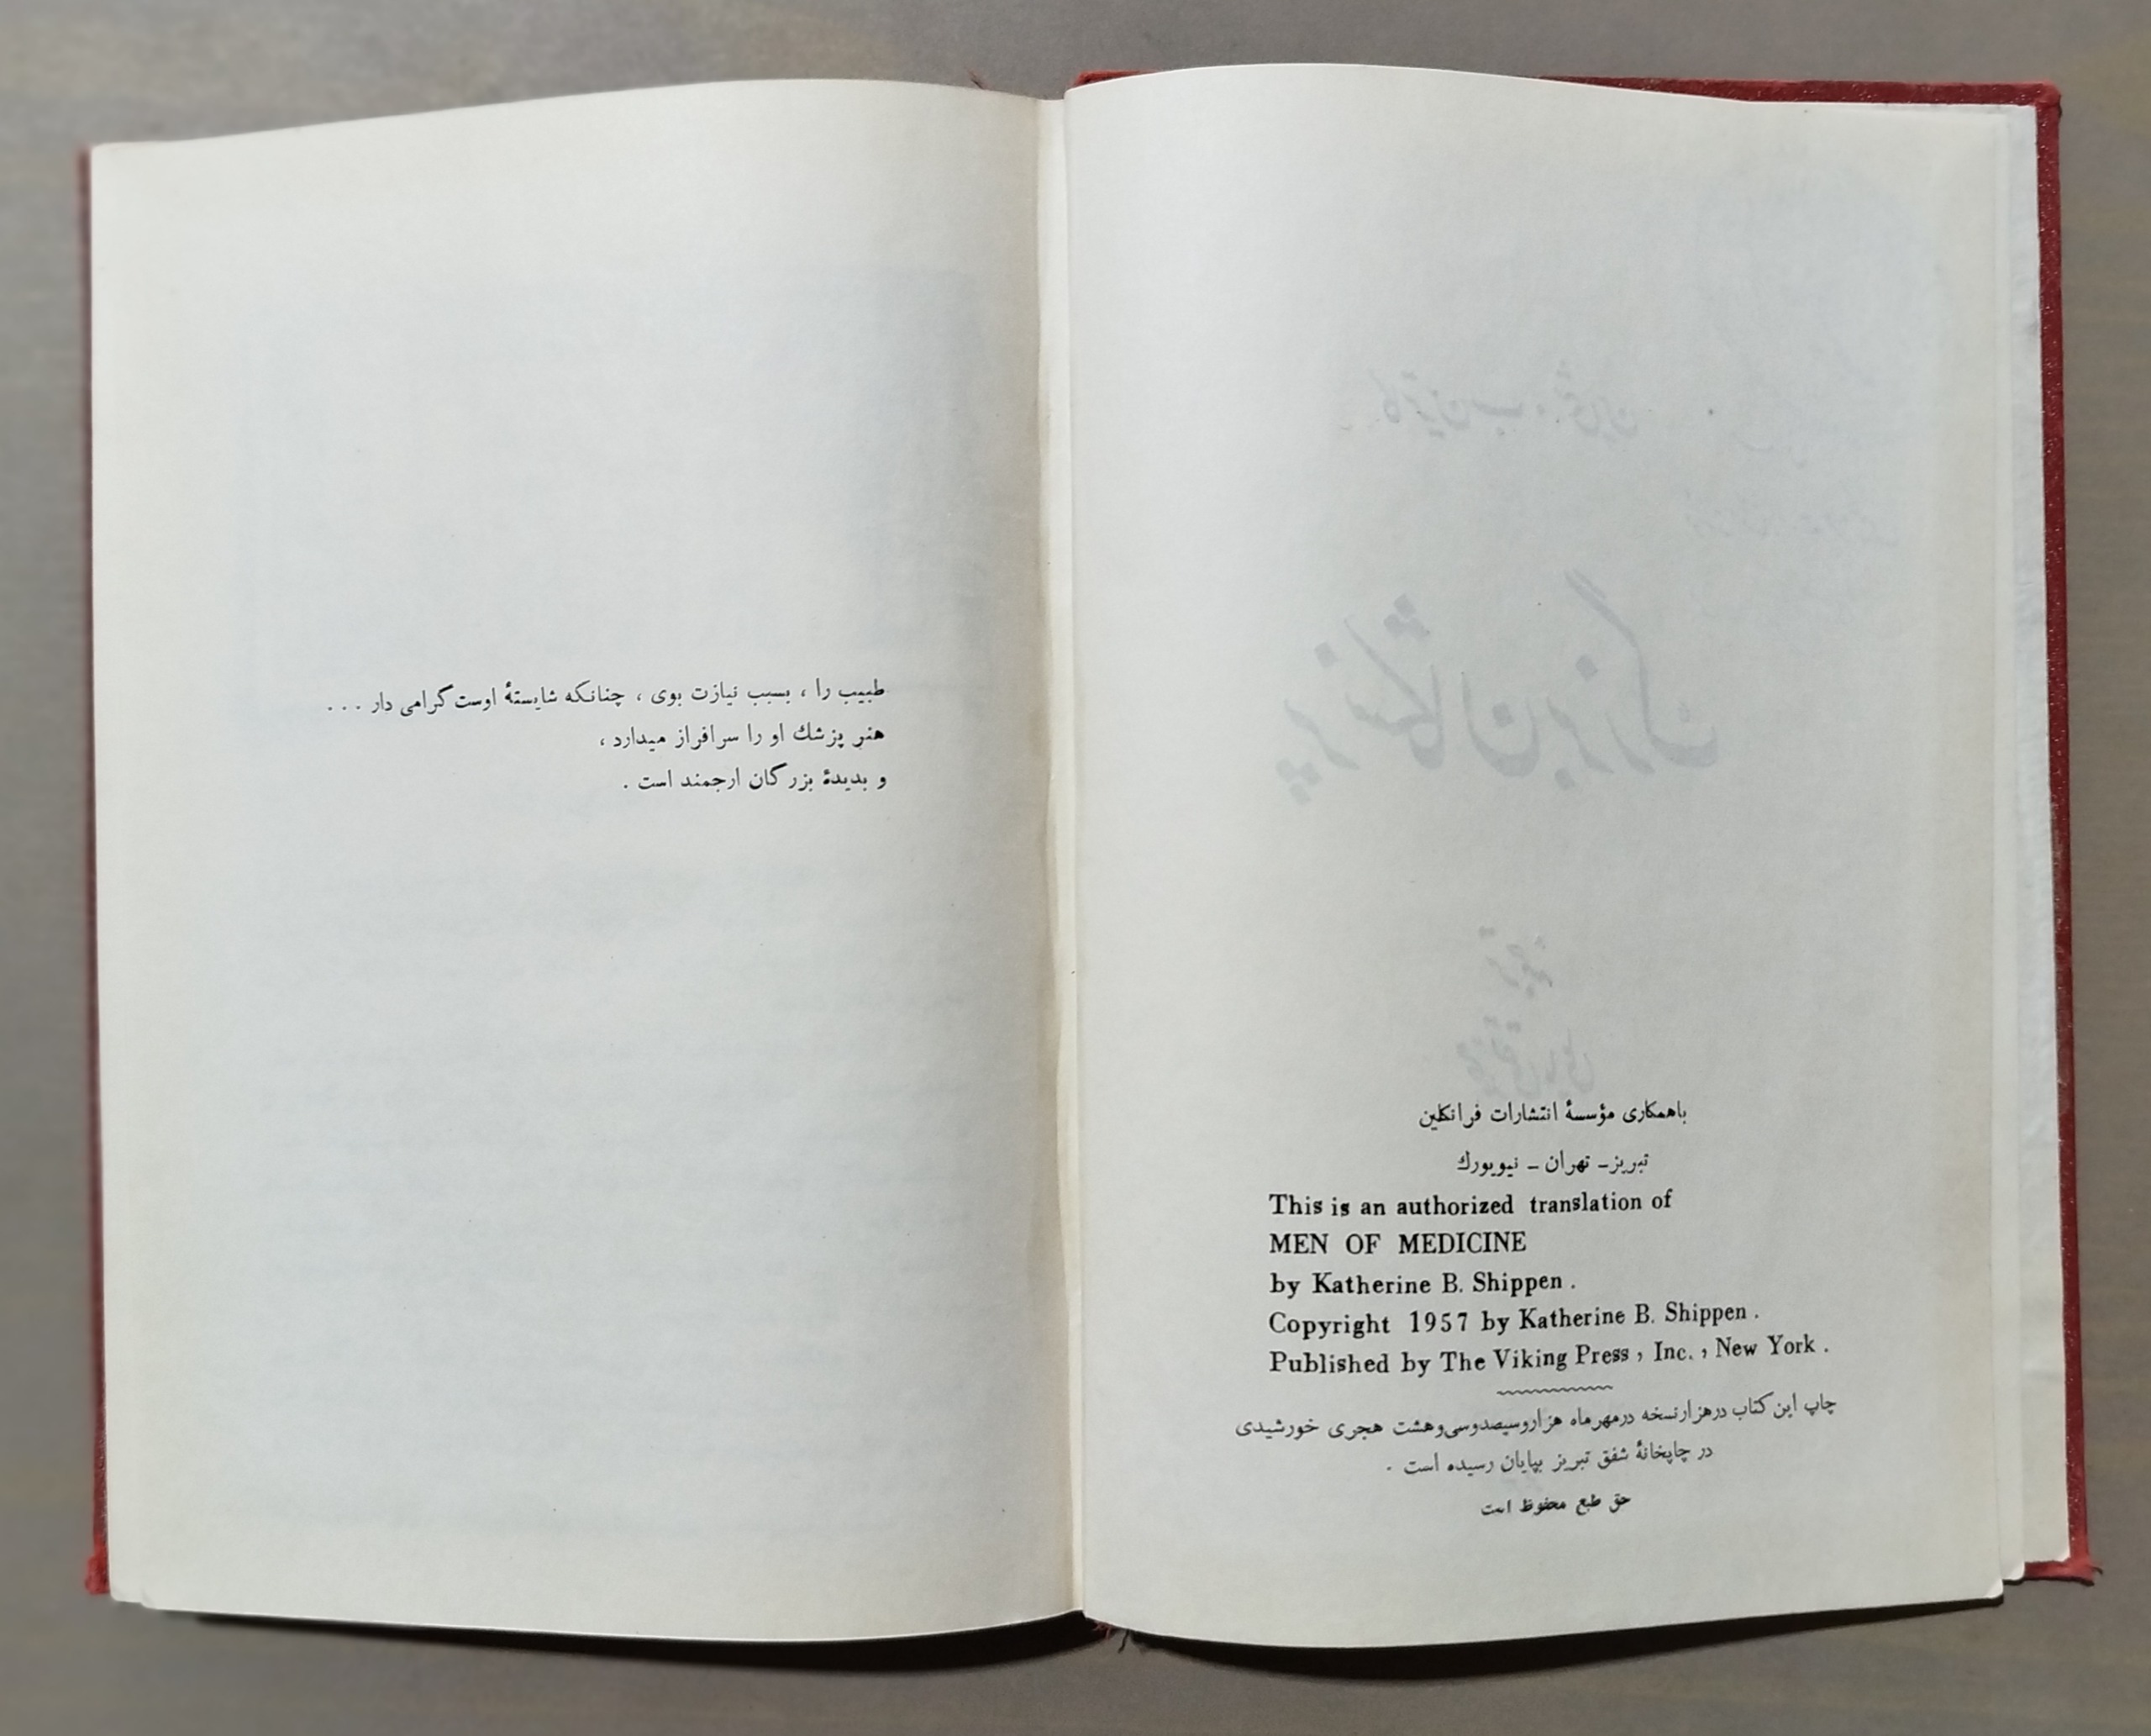 باهمکاری مؤسسهٔ انتشارات فرانکلین
تبریز ـ تهران ـ نیویورك
This is an authorized translation of
MEN OF MEDICINE
by Katherine B. Shippen .
Copyright 1957 by Katherine B. Shippen .
Published by The Viking Press , Inc. , New York .
چاپ این کتاب درهزارنسخه درمهرماه هزاروسیصدوسی‌وهشت هجری خورشیدی
در چاپخانهٔ شفق تبریز بپایان رسیده است .
حق طبع محفوظ است
طبیب را ، بسبب نیازت بوی ، چنانکه شایستهٔ اوست گرامی دار . . .
هنر پزشك او را سرافراز میدارد ،
و بدیدهٔ بزرگان ارجمند است .